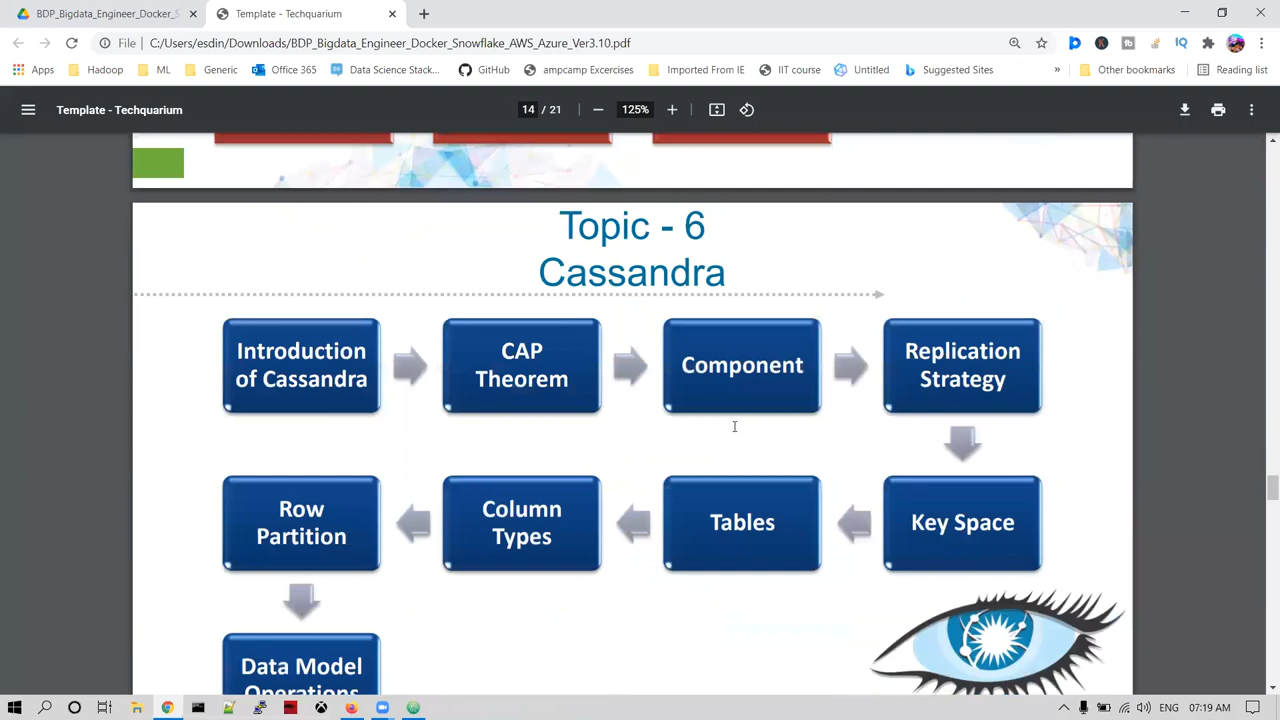 BDP_Bigdata_Engineer_Docker_S
Template - Techquarium
File
C:/Users/esdin/Downloads/BDP_Bigdata_Engineer_Docker_Snowflake_AWS_Azure_Ver3.10.pdf
Apps
Hadoop
ML
Generic
Office 365
Data Science Stack...
GitHub
ampcamp Excercises
Imported From IE
IIT course
Untitled
Suggested Sites
»
Other bookmarks
Reading list
Template - Techquarium
14 / 21
125%
Topic - 6
Cassandra
Introduction
of Cassandra
CAP
Theorem
Component
Replication
Strategy
Row
Partition
Column
Types
Tables
Key Space
Data Model
Operations
ENG
07:19 AM